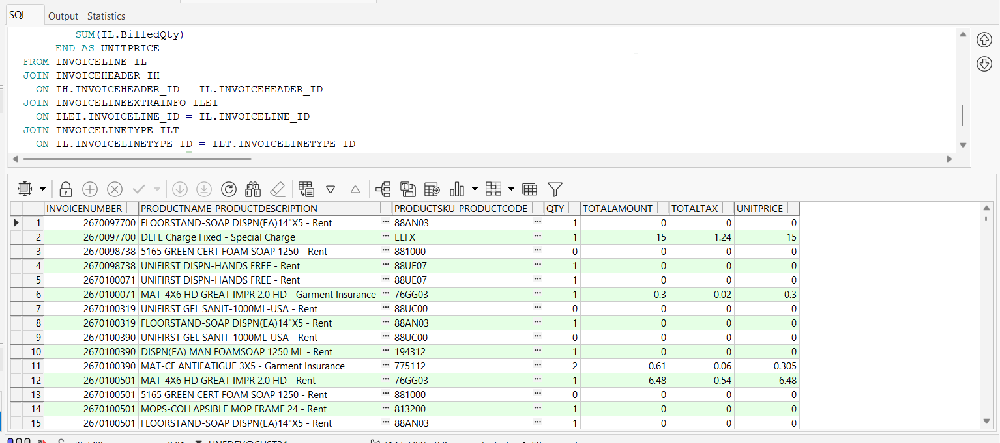 SQL Output Statistics
SUM(IL.BilledQty)
END AS UNITPRICE
FROM INVOICELINE IL
JOIN INVOICEHEADER IH
ON IH.INVOICEHEADER_ID = IL.INVOICEHEADER_ID
JOIN INVOICELINEEXTRAINFO ILEI
ON ILEI.INVOICELINE_ID = IL.INVOICELINE_ID
JOIN INVOICELINETYPE ILT
ON IL.INVOICELINETYPE_ID = ILT.INVOICELINETYPE_ID
INVOICENUMBER PRODUCTNAME_PRODUCTDESCRIPTION PRODUCTSKU_PRODUCTCODE QTY TOTALAMOUNT TOTALTAX UNITPRICE
1 2670097700 FLOORSTAND-SOAP DISPN(EA)14"X5 - Rent ... 88AN03 ... 1 0 0 0
2 2670097700 DEFE Charge Fixed - Special Charge ... EEFX ... 1 15 1.24 15
3 2670098738 5165 GREEN CERT FOAM SOAP 1250 - Rent ... 881000 ... 0 0 0 0
4 2670098738 UNIFIRST DISPN-HANDS FREE - Rent ... 88UE07 ... 1 0 0 0
5 2670100071 UNIFIRST DISPN-HANDS FREE - Rent ... 88UE07 ... 1 0 0 0
6 2670100071 MAT-4X6 HD GREAT IMPR 2.0 HD - Garment Insurance ... 76GG03 ... 1 0.3 0.02 0.3
7 2670100319 UNIFIRST GEL SANIT-1000ML-USA - Rent ... 88UC00 ... 0 0 0 0
8 2670100319 FLOORSTAND-SOAP DISPN(EA)14"X5 - Rent ... 88AN03 ... 1 0 0 0
9 2670100390 UNIFIRST GEL SANIT-1000ML-USA - Rent ... 88UC00 ... 0 0 0 0
10 2670100390 DISPN(EA) MAN FOAMSOAP 1250 ML - Rent ... 194312 ... 1 0 0 0
11 2670100390 MAT-CF ANTIFATIGUE 3X5 - Garment Insurance ... 775112 ... 2 0.61 0.06 0.305
12 2670100501 MAT-4X6 HD GREAT IMPR 2.0 HD - Rent ... 76GG03 ... 1 6.48 0.54 6.48
13 2670100501 5165 GREEN CERT FOAM SOAP 1250 - Rent ... 881000 ... 0 0 0 0
14 2670100501 MOPS-COLLAPSIBLE MOP FRAME 24 - Rent ... 813200 ... 1 0 0 0
15 2670100501 FLOORSTAND-SOAP DISPN(EA)14"X5 - Rent ... 88AN03 ... 1 0 0 0